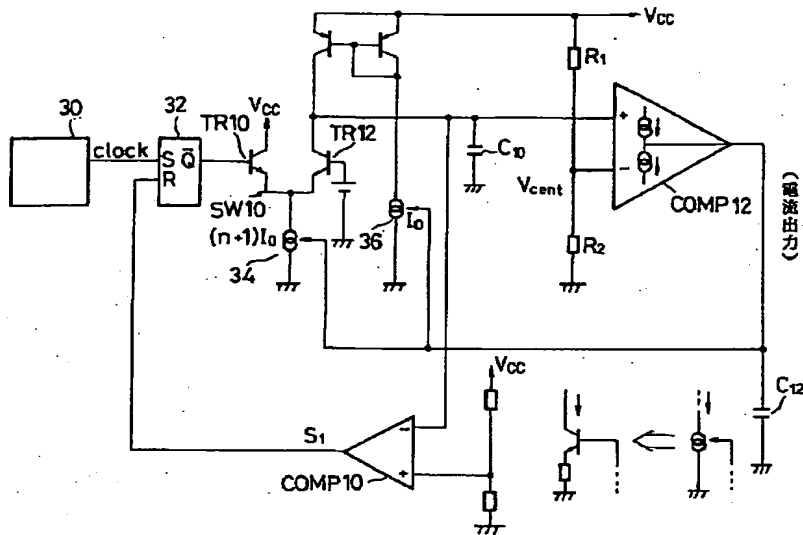 VCC
30
32
VCC
TR10
R1
clock
S Q̄
R
TR12
+
C10
SW10
Vcent
−
COMP12
(n+1)I0
34
36
I0
R2
(電流出力)
VCC
C12
S1
−
+
COMP10